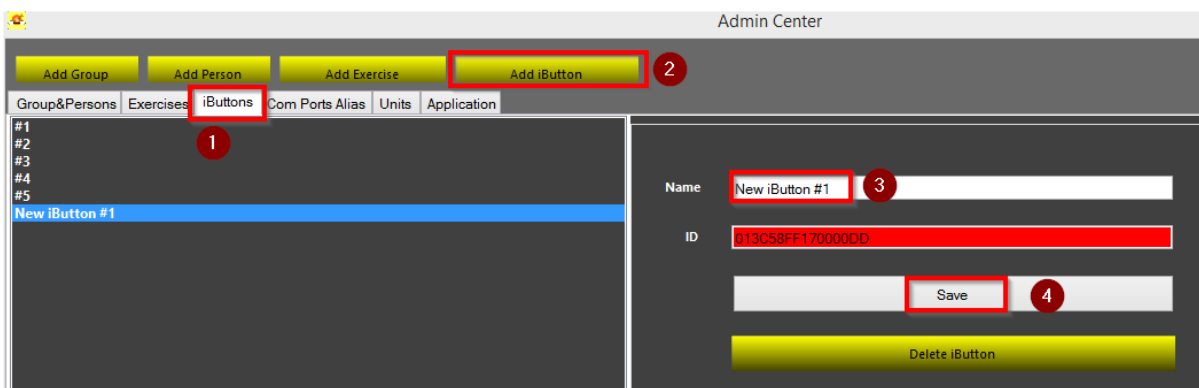 Admin Center
Add Group Add Person Add Exercise Add iButton 2
Group&Persons Exercises iButtons Com Ports Alias Units Application
1
#1
#2
#3
#4
#5
New iButton #1
Name New iButton #1 3
ID 013C58FF170000DD
Save 4
Delete iButton